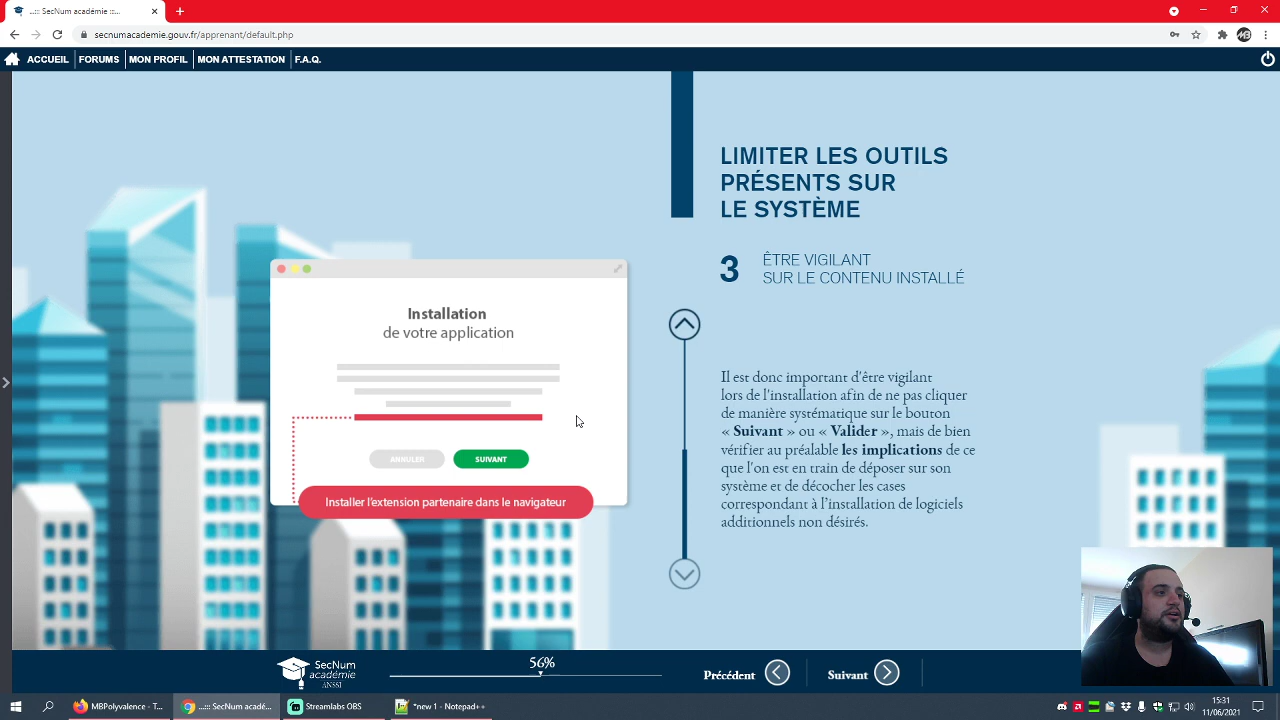 ..:: SecNum Académie ::..
secnumacademie.gouv.fr/apprenant/default.php
ACCUEIL
FORUMS
MON PROFIL
MON ATTESTATION
F.A.Q.
LIMITER LES OUTILS
PRÉSENTS SUR
LE SYSTÈME
3
ÊTRE VIGILANT
SUR LE CONTENU INSTALLÉ
Installation
de votre application
ANNULER
SUIVANT
Installer l'extension partenaire dans le navigateur
Il est donc important d'être vigilant
lors de l'installation afin de ne pas cliquer
de manière systématique sur le bouton
« Suivant » ou « Valider », mais de bien
vérifier au préalable les implications de ce
que l'on est en train de déposer sur son
système et de décocher les cases
correspondant à l'installation de logiciels
additionnels non désirés.
SecNum
académie
ANSSI
56%
Précédent
Suivant
MBPolyvalence - T...
..:: SecNum acadé...
Streamlabs OBS
*new 1 - Notepad++
15:31
11/06/2021